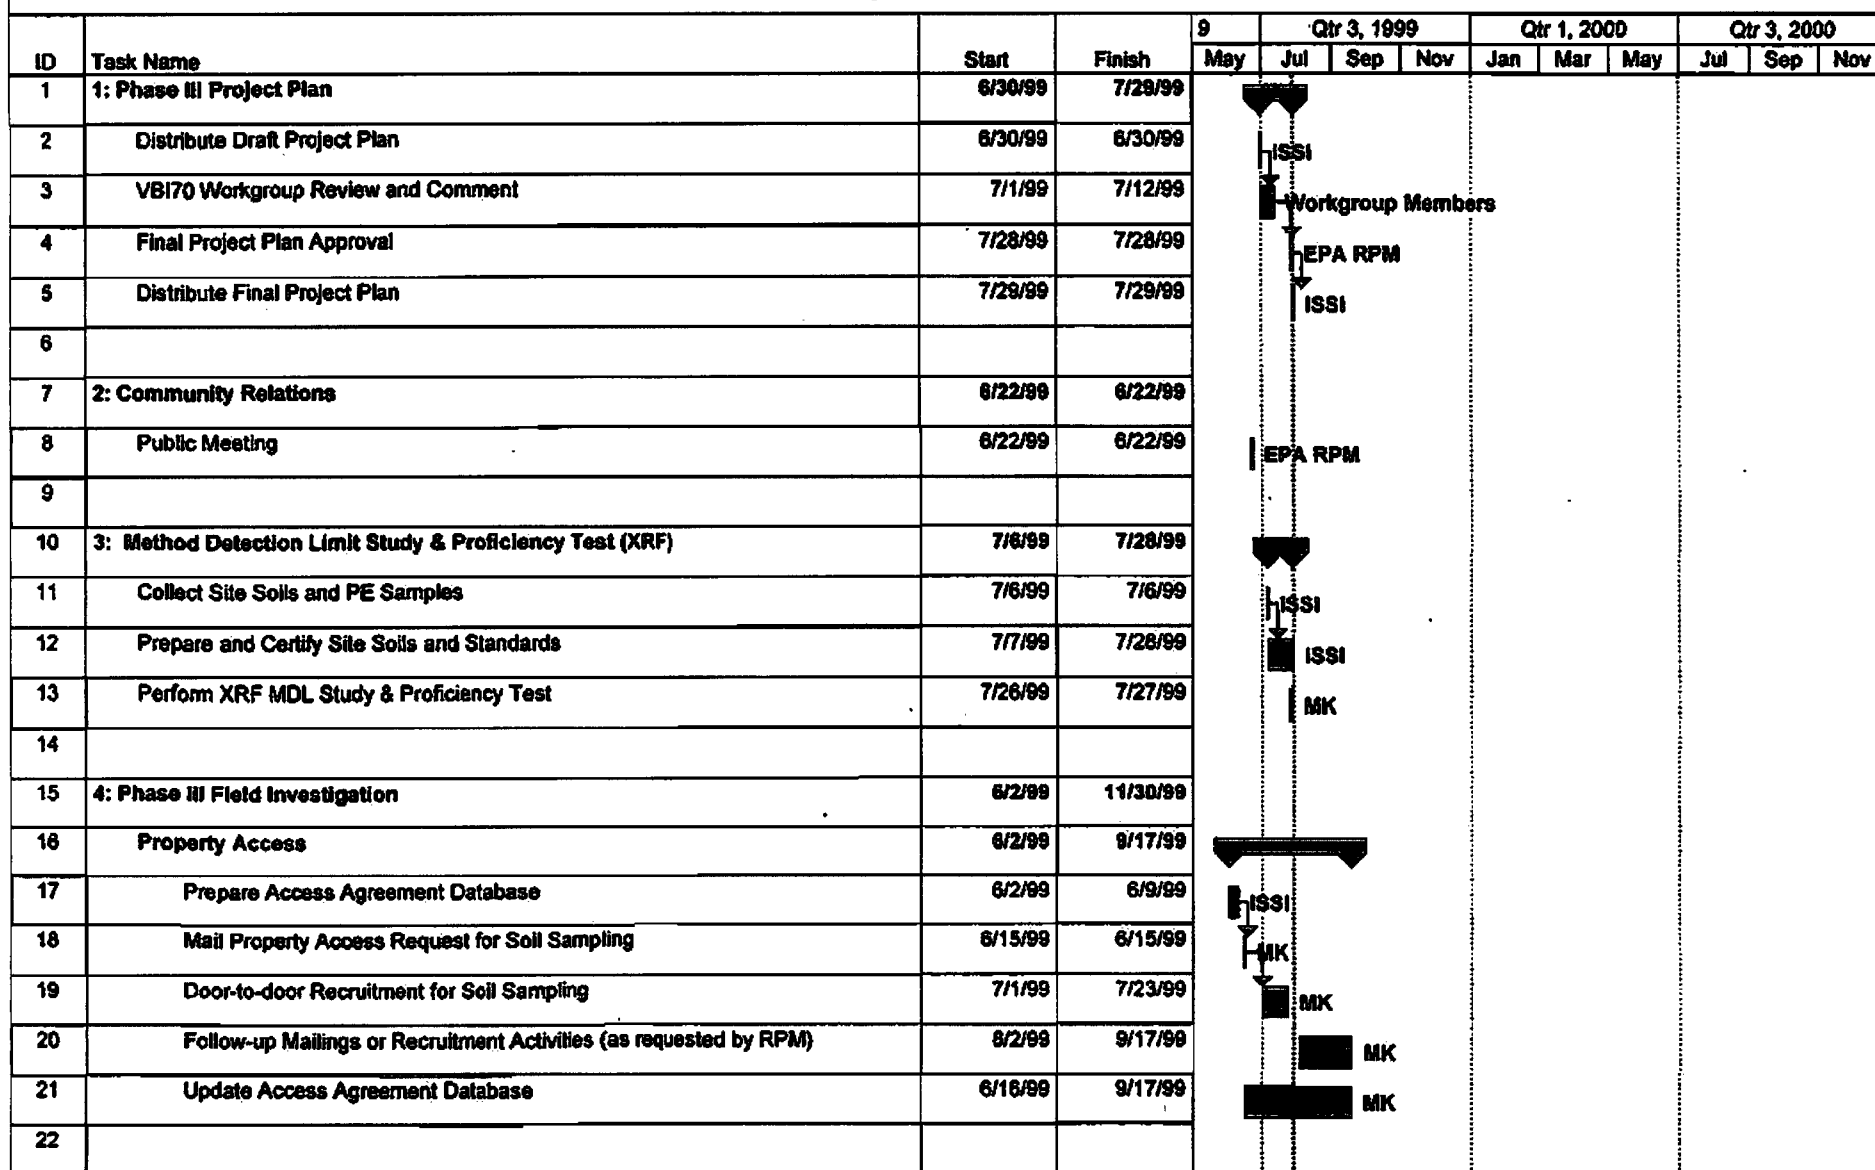 9 Qtr 3, 1999 Qtr 1, 2000 Qtr 3, 2000
ID Task Name Start Finish May Jul Sep Nov Jan Mar May Jul Sep Nov
1 1: Phase III Project Plan 6/30/99 7/29/99
2 Distribute Draft Project Plan 6/30/99 6/30/99 ISSI
3 VBI70 Workgroup Review and Comment 7/1/99 7/12/99 Workgroup Members
4 Final Project Plan Approval 7/28/99 7/28/99 EPA RPM
5 Distribute Final Project Plan 7/29/99 7/29/99 ISSI
6
7 2: Community Relations 6/22/99 6/22/99
8 Public Meeting 6/22/99 6/22/99 EPA RPM
9
10 3: Method Detection Limit Study & Proficiency Test (XRF) 7/6/99 7/28/99
11 Collect Site Soils and PE Samples 7/6/99 7/6/99 ISSI
12 Prepare and Certify Site Soils and Standards 7/7/99 7/28/99 ISSI
13 Perform XRF MDL Study & Proficiency Test 7/26/99 7/27/99 MK
14
15 4: Phase III Field Investigation 6/2/99 11/30/99
16 Property Access 6/2/99 9/17/99
17 Prepare Access Agreement Database 6/2/99 6/9/99 ISSI
18 Mail Property Access Request for Soil Sampling 6/15/99 6/15/99 MK
19 Door-to-door Recruitment for Soil Sampling 7/1/99 7/23/99 MK
20 Follow-up Mailings or Recruitment Activities (as requested by RPM) 8/2/99 9/17/99 MK
21 Update Access Agreement Database 6/16/99 9/17/99 MK
22